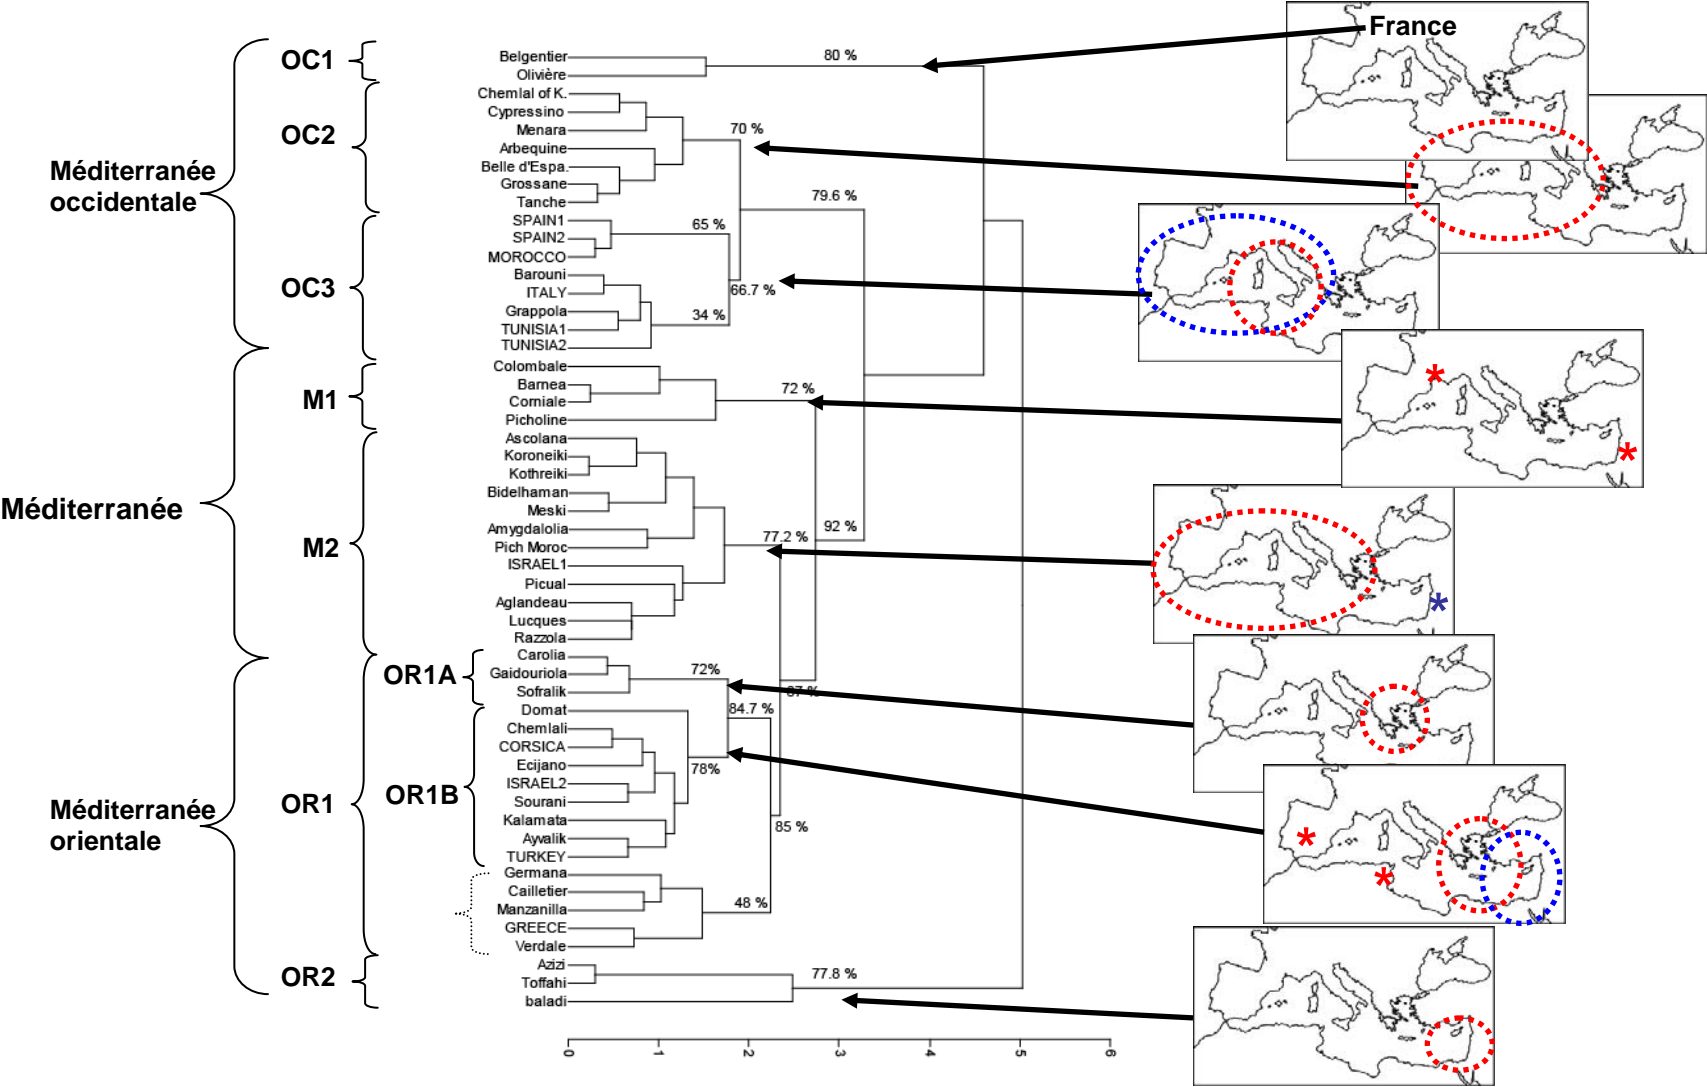 France
OC1
Belgentier
80 %
Olivière
Chemlal of K.
OC2
Cypressino
Menara
70 %
Arbequine
Méditerranée
occidentale
Belle d'Espa.
Grossane
Tanche
79.6 %
SPAIN1
65 %
SPAIN2
MOROCCO
OC3
Barouni
ITALY
66.7 %
Grappola
34 %
TUNISIA1
TUNISIA2
Colombale
M1
Barnea
72 %
Corniale
Picholine
Ascolana
Koroneiki
Kothreiki
Méditerranée
Bidelhaman
Meski
M2
Amygdalolia
92 %
Pich Moroc
77.2 %
ISRAEL1
Picual
Aglandeau
Lucques
Razzola
OR1A
Carolia
Gaidouriola
72%
Sofralik
87 %
Domat
84.7 %
Chemlali
CORSICA
Ecijano
78%
ISRAEL2
OR1B
Sourani
Méditerranée
orientale
OR1
Kalamata
85 %
Ayvalik
TURKEY
Germana
Cailletier
Manzanilla
48 %
GREECE
Verdale
OR2
Azizi
77.8 %
Toffahi
baladi
0 1 2 3 4 5 6